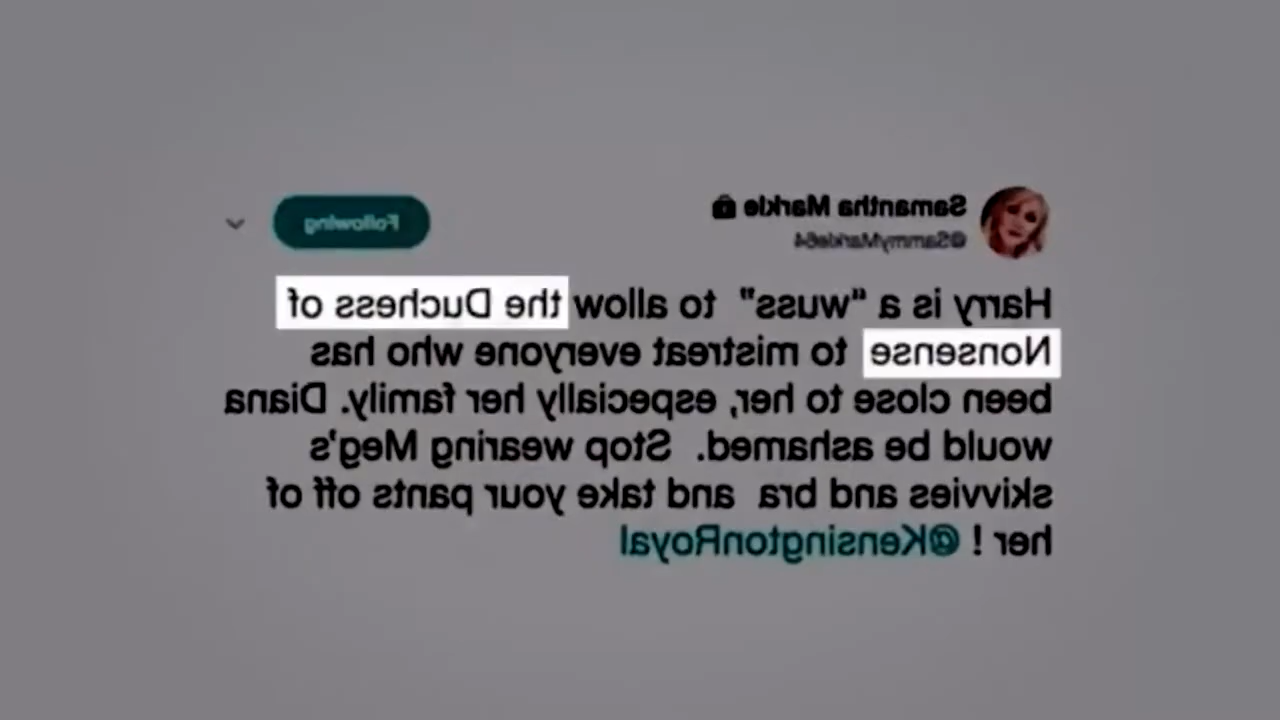 Samantha Markle
@SammyMarkle64
Following
Harry is a “wuss" to allow the Duchess of
Nonsense to mistreat everyone who has
been close to her, especially her family. Diana
would be ashamed. Stop wearing Meg's
skivvies and bra and take your pants off of
her ! @KensingtonRoyal